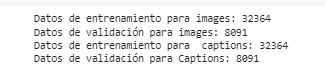 Datos de entrenamiento para images: 32364
Datos de validación para images: 8091
Datos de entrenamiento para  captions: 32364
Datos de validación para Captions: 8091